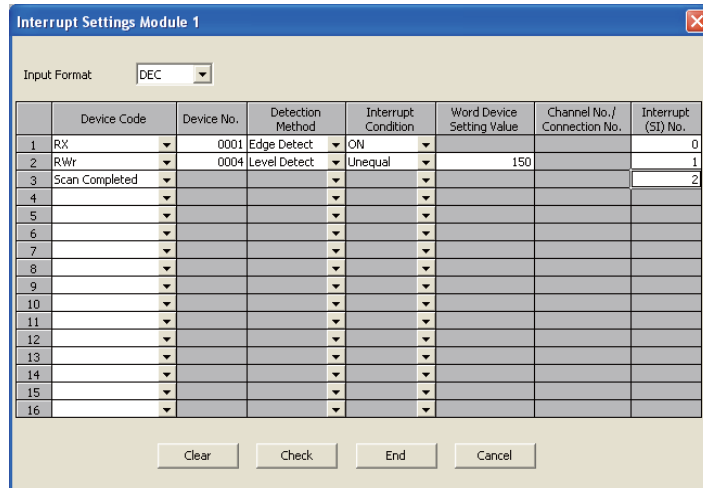 Interrupt Settings Module 1
Input Format DEC
Device Code Device No. Detection Method Interrupt Condition Word Device Setting Value Channel No./ Connection No. Interrupt (SI) No.
1 RX 0001 Edge Detect ON 0
2 RWr 0004 Level Detect Unequal 150 1
3 Scan Completed 2
4
5
6
7
8
9
10
11
12
13
14
15
16
Clear Check End Cancel